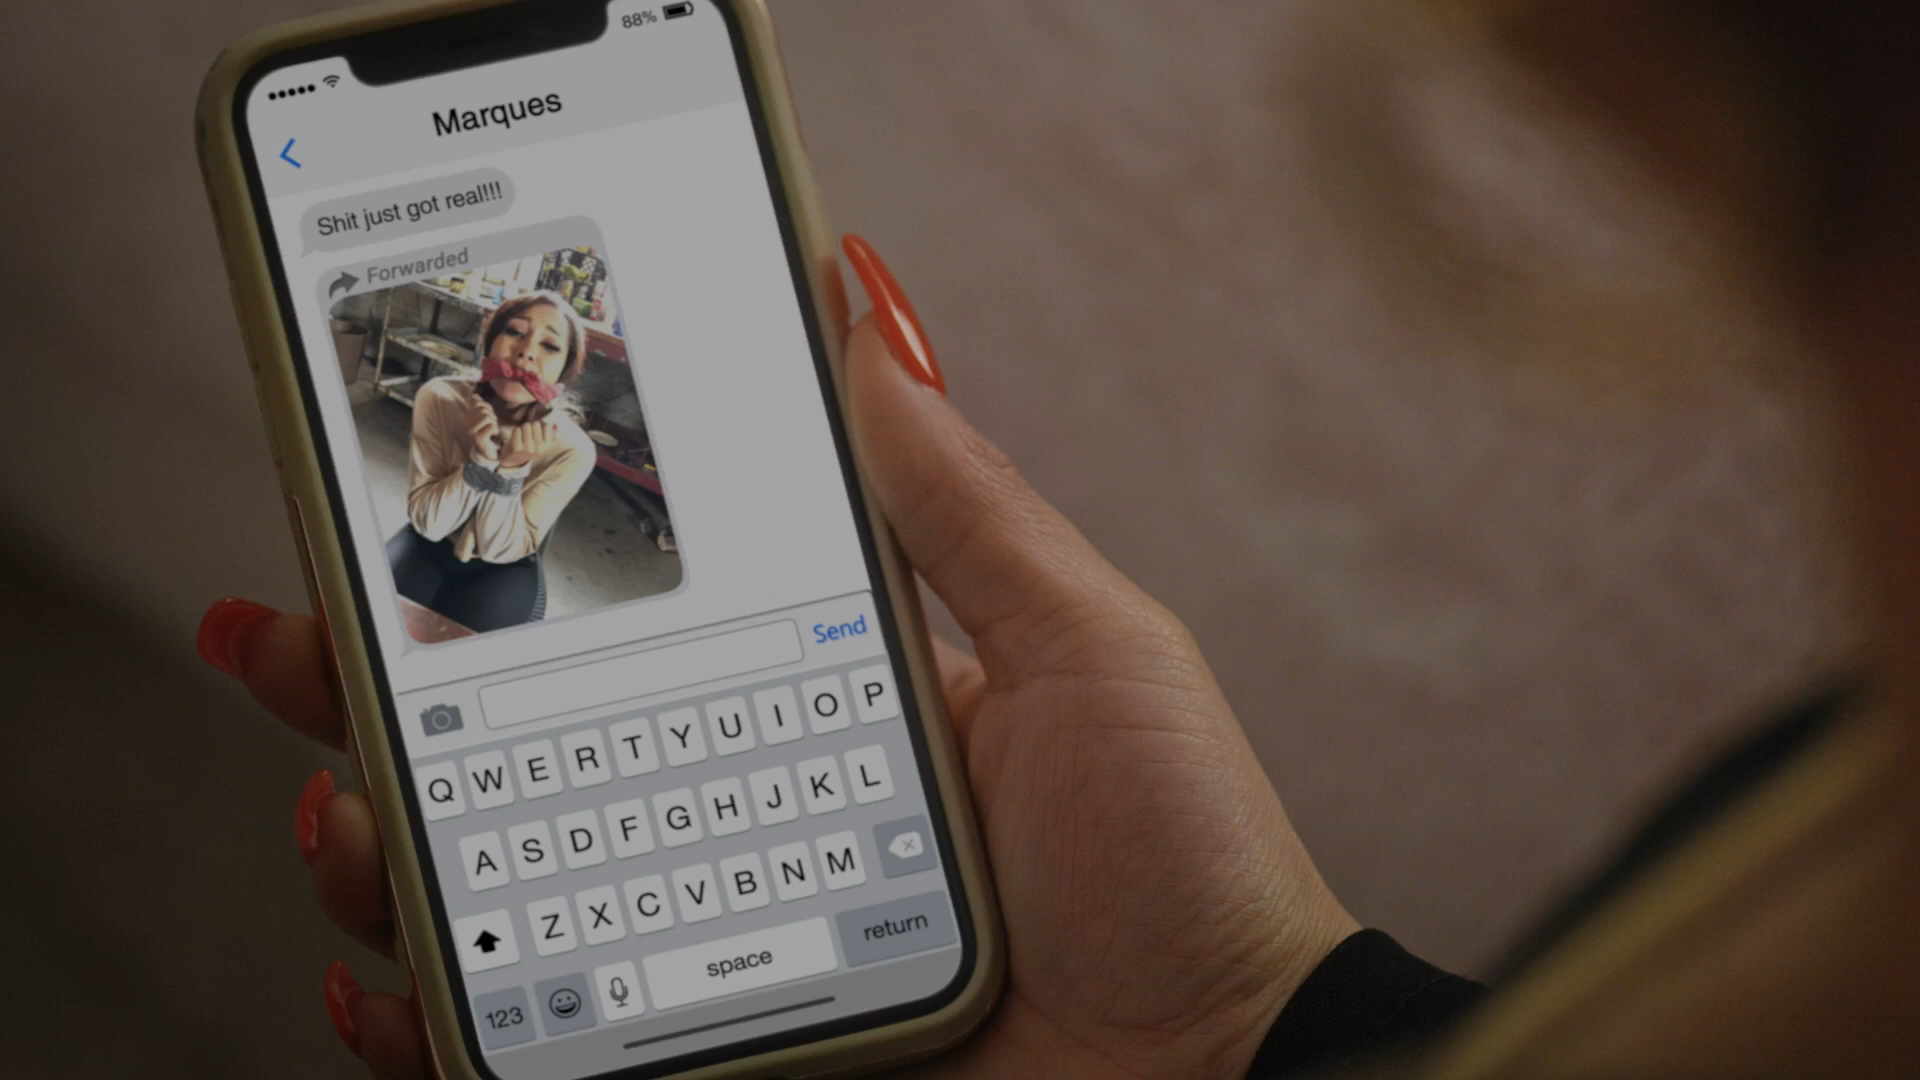 88%
Marques
Shit just got real!!!
Forwarded
Send
Q W E R T Y U I O P
A S D F G H J K L
Z X C V B N M
123 space return